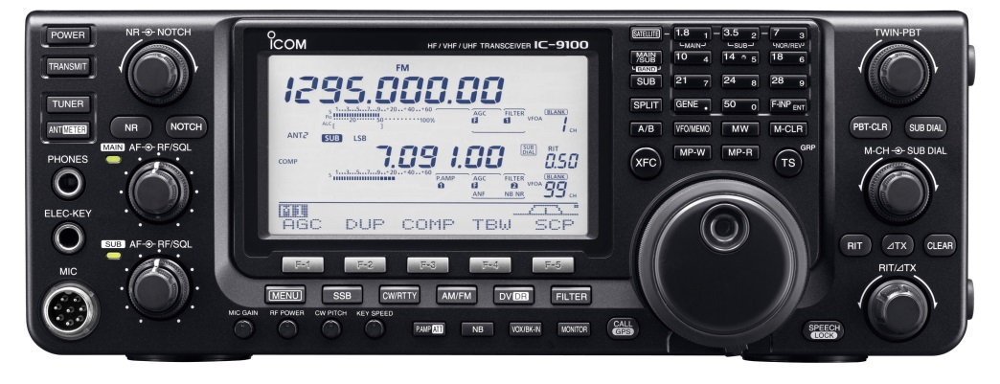 POWER
TRANSMIT
TUNER
ANT METER
PHONES
ELEC-KEY
MIC
NR NOTCH
NR NOTCH
MAIN AF RF/SQL
SUB AF RF/SQL
ICOM
HF / VHF / UHF TRANSCEIVER IC-9100
FM
1295.000.00
S 1 3 5 7 9 +20 +40 +60
Po 20 50 100%
ALC
AGC F FILTER 1 VFOA BLANK 1 CH
ANT2 SUB LSB
COMP 7.091.00 SUB DIAL RIT 0.50
S 1 3 5 7 9 +20 +40 +60
P.AMP AGC F FILTER 2 VFOA BLANK 99 CH
ANF NB NR
M1
AGC DUP COMP TBW SCP
F-1 F-2 F-3 F-4 F-5
MENU SSB CW/RTTY AM/FM DV DR FILTER
MIC GAIN RF POWER CW PITCH KEY SPEED
P.AMP ATT NB VOX/BK-IN MONITOR
CALL
GPS
SPEECH
LOCK
SATELLITE 1.8 1 3.5 2 7 3
MAIN SUB NOR/REV
MAIN
/SUB
BAND
10 4 14 5 18 6
SUB 21 7 24 8 28 9
SPLIT GENE . 50 0 F-INP ENT
A/B VFO/MEMO MW M-CLR
XFC MP-W MP-R TS GRP
TWIN-PBT
PBT-CLR SUB DIAL
M-CH SUB DIAL
RIT ⊿TX CLEAR
RIT/⊿TX